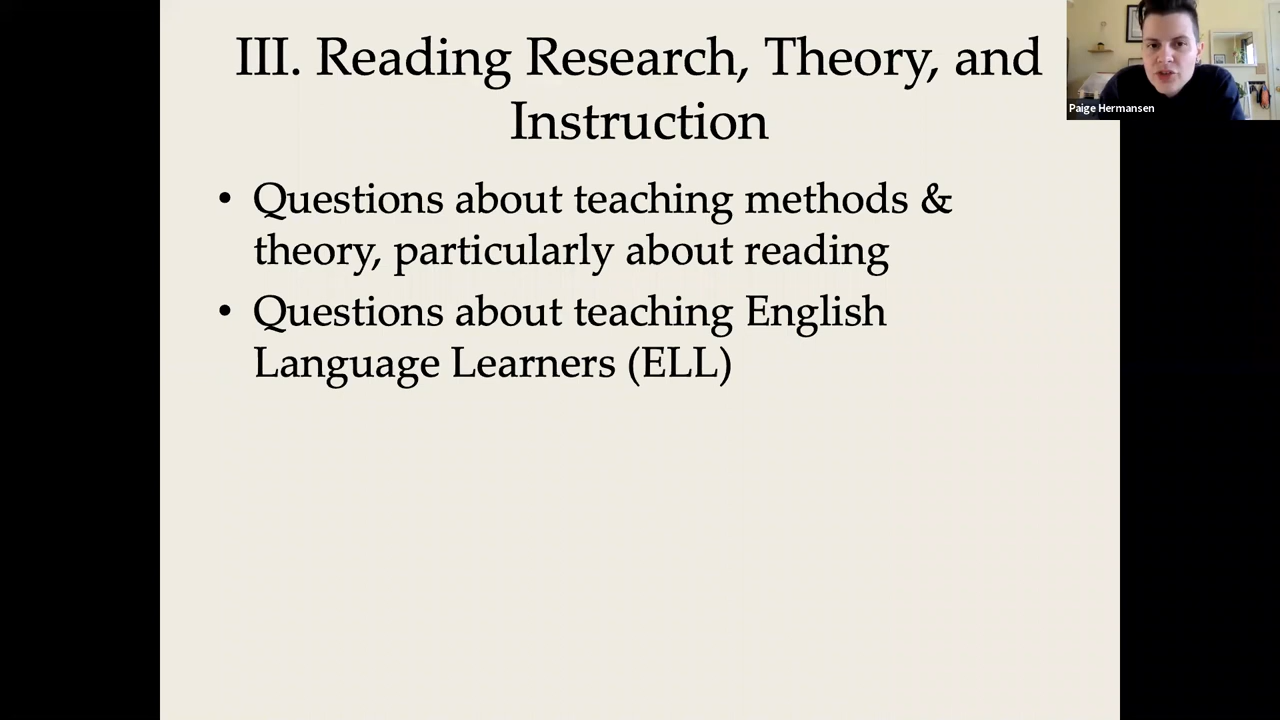 III. Reading Research, Theory, and
Instruction
• Questions about teaching methods &
theory, particularly about reading
• Questions about teaching English
Language Learners (ELL)
Paige Hermansen